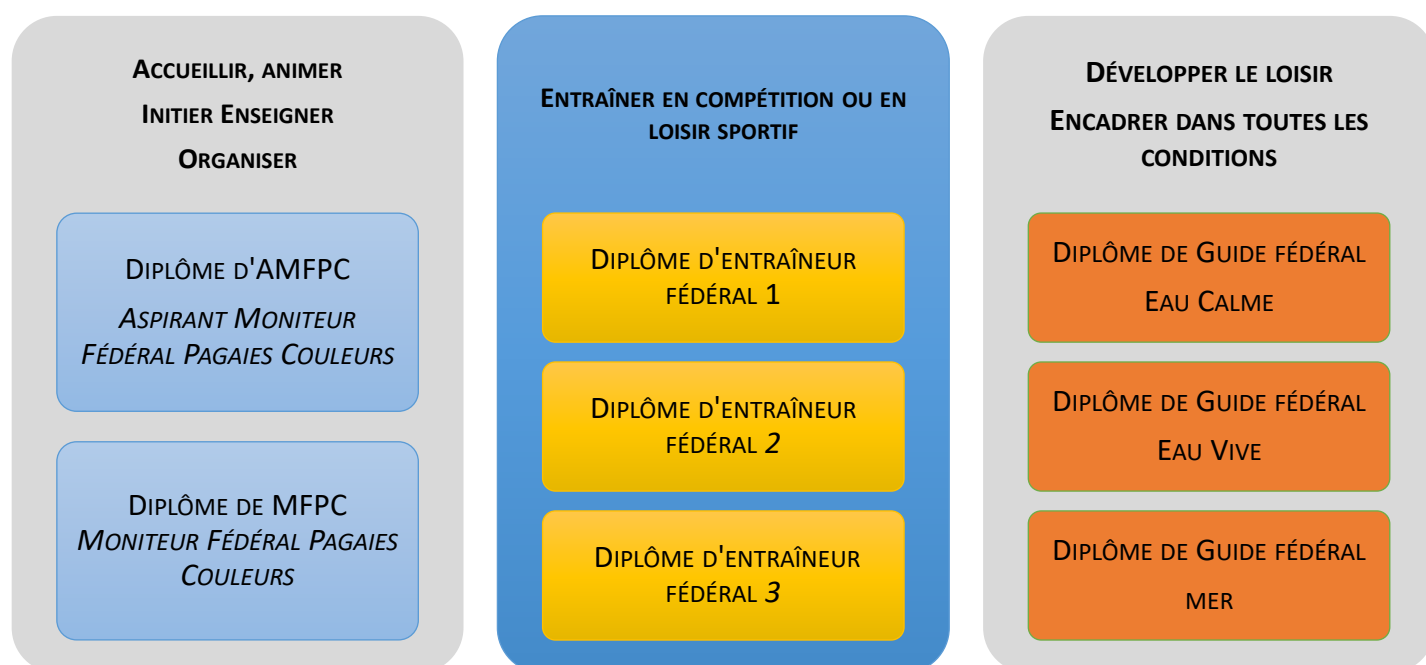 Accueillir, animer
Initier Enseigner
Organiser
Diplôme d'AMFPC
Aspirant Moniteur
Fédéral Pagaies Couleurs
Diplôme de MFPC
Moniteur Fédéral Pagaies
Couleurs
Entraîner en compétition ou en
loisir sportif
Diplôme d'entraîneur
fédéral 1
Diplôme d'entraîneur
fédéral 2
Diplôme d'entraîneur
fédéral 3
Développer le loisir
Encadrer dans toutes les
conditions
Diplôme de Guide fédéral
Eau Calme
Diplôme de Guide fédéral
Eau Vive
Diplôme de Guide fédéral
mer